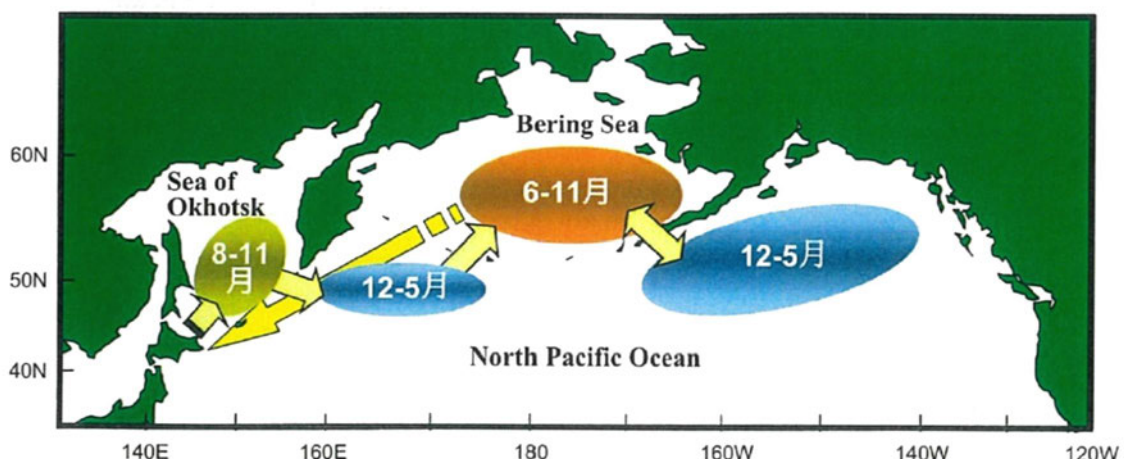 Bering Sea
60N
6-11月
Sea of
Okhotsk
8-11
月
50N
12-5月
12-5月
North Pacific Ocean
40N
140E
160E
180
160W
140W
120W